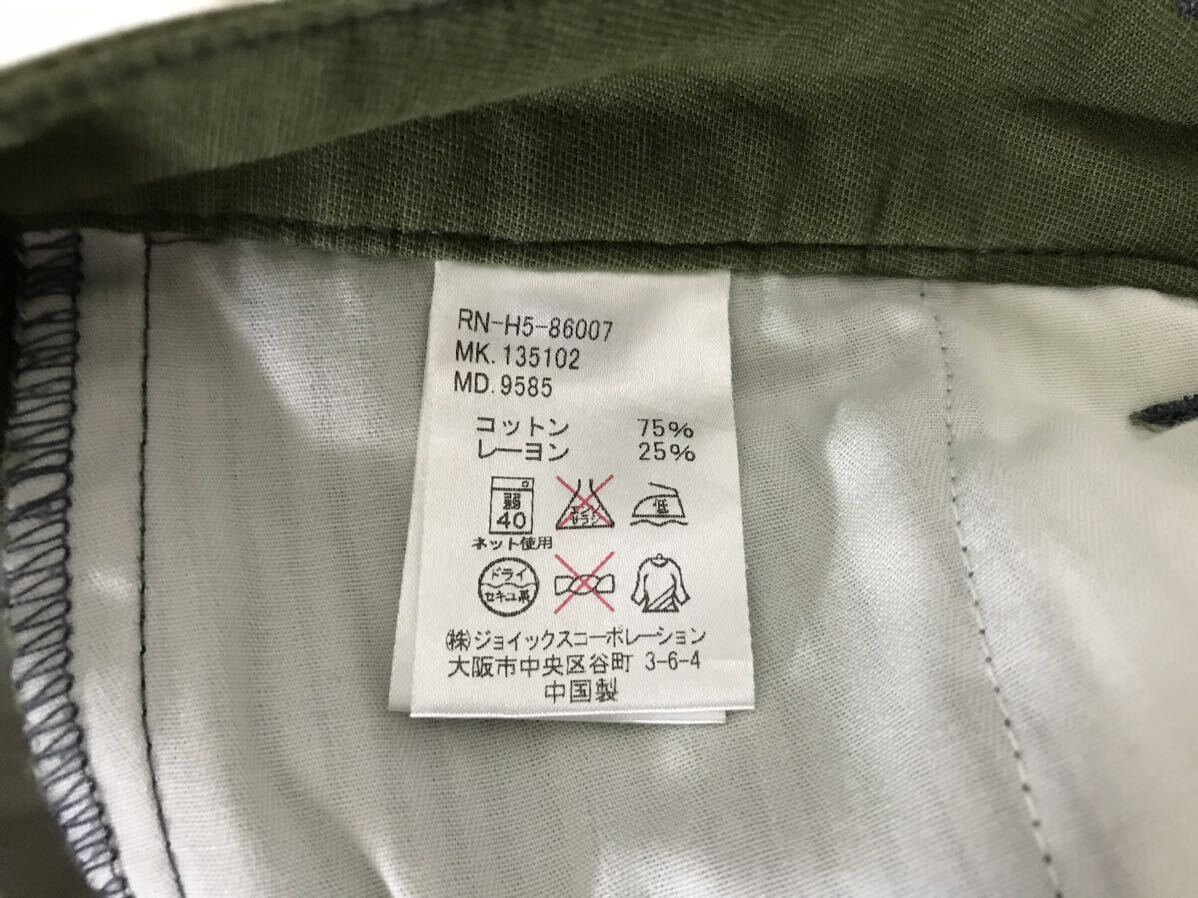 RN-H5-86007
MK.135102
MD.9585
コットン 75%
レーヨン 25%
弱
40
エンソ
サラシ
低
ネット使用
ドライ
セキユ系
㈱ジョイックスコーポレーション
大阪市中央区谷町 3-6-4
中国製